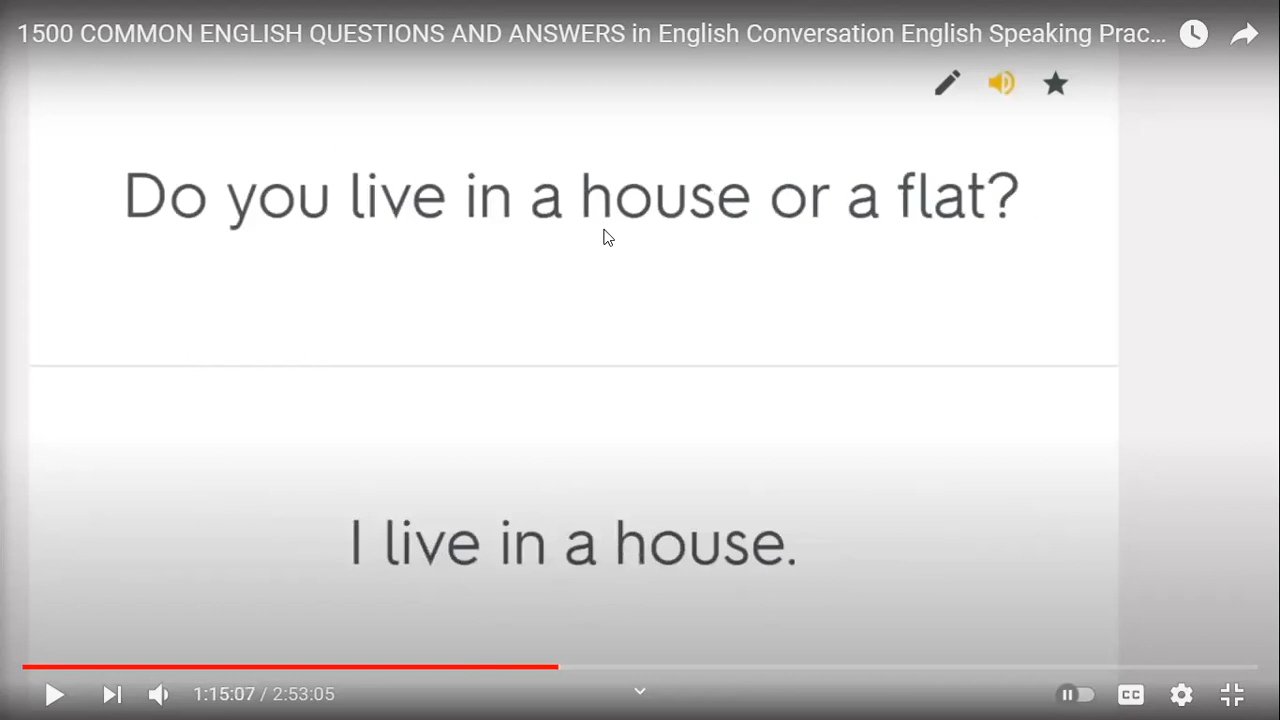 1500 COMMON ENGLISH QUESTIONS AND ANSWERS in English Conversation English Speaking Prac...
Do you live in a house or a flat?
I live in a house.
1:15:07 / 2:53:05
CC